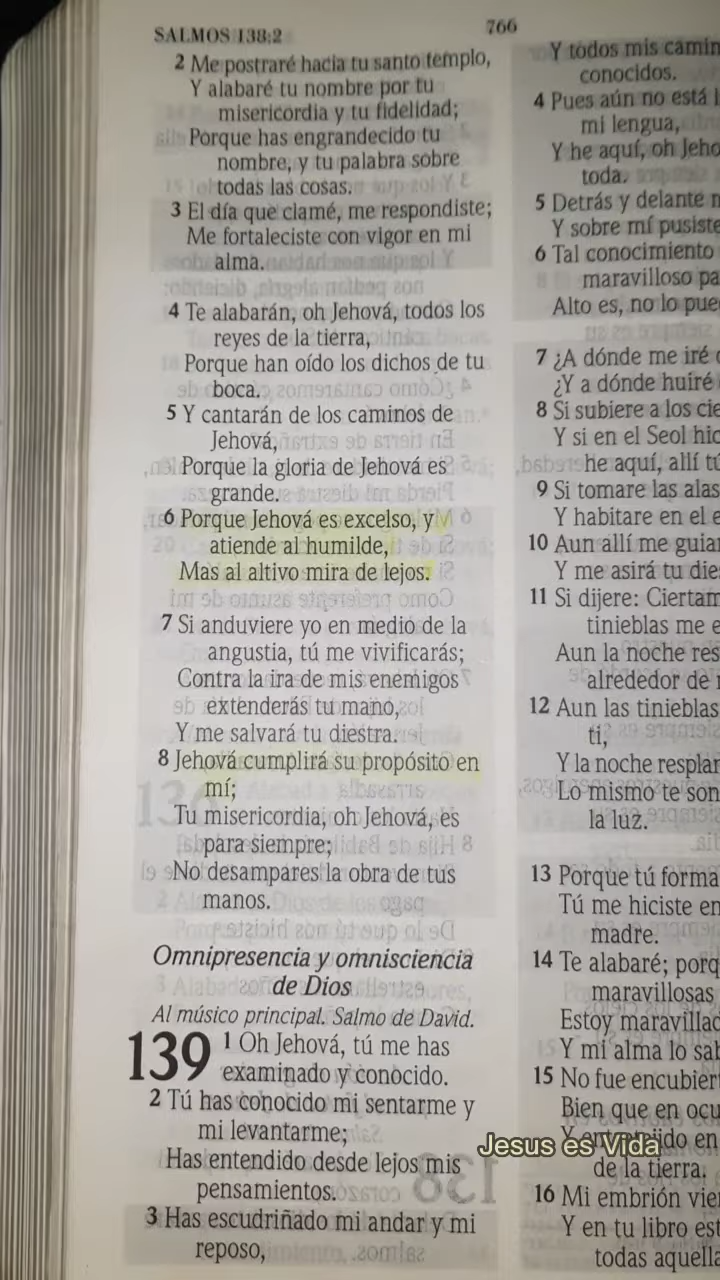 SALMOS 138:2
766
2 Me postraré hacia tu santo templo,
Y alabaré tu nombre por tu
misericordia y tu fidelidad;
Porque has engrandecido tu
nombre, y tu palabra sobre
todas las cosas.
3 El día que clamé, me respondiste;
Me fortaleciste con vigor en mi
alma.
4 Te alabarán, oh Jehová, todos los
reyes de la tierra,
Porque han oído los dichos de tu
boca.
5 Y cantarán de los caminos de
Jehová,
Porque la gloria de Jehová es
grande.
6 Porque Jehová es excelso, y
atiende al humilde,
Mas al altivo mira de lejos.
7 Si anduviere yo en medio de la
angustia, tú me vivificarás;
Contra la ira de mis enemigos
extenderás tu mano,
Y me salvará tu diestra.
8 Jehová cumplirá su propósito en
mí;
Tu misericordia, oh Jehová, es
para siempre;
No desampares la obra de tus
manos.
Omnipresencia y omnisciencia
de Dios
Al músico principal. Salmo de David.
139 1 Oh Jehová, tú me has
examinado y conocido.
2 Tú has conocido mi sentarme y
mi levantarme;
Has entendido desde lejos mis
pensamientos.
3 Has escudriñado mi andar y mi
reposo,
Y todos mis camin
conocidos.
4 Pues aún no está
mi lengua,
Y he aquí, oh Jeho
toda.
5 Detrás y delante
Y sobre mí pusiste
6 Tal conocimiento
maravilloso pa
Alto es, no lo pue
7 ¿A dónde me iré
¿Y a dónde huiré
8 Si subiere a los cie
Y si en el Seol hic
he aquí, allí tú
9 Si tomare las alas
Y habitare en el
10 Aun allí me guiar
Y me asirá tu die
11 Si dijere: Ciertam
tinieblas me
Aun la noche res
alrededor de
12 Aun las tinieblas
ti,
Y la noche resplan
Lo mismo te son
la luz.
13 Porque tú forma
Tú me hiciste en
madre.
14 Te alabaré; porq
maravillosas
Estoy maravillad
Y mi alma lo sab
15 No fue encubiert
Bien que en ocu
Y en
de la tierra.
16 Mi embrión vie
Y en tu libro est
todas aquella
Jesus es Vida